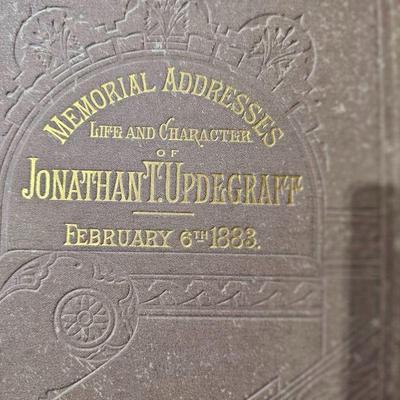 MEMORIAL ADDRESSES
LIFE AND CHARACTER
OF
JONATHAN T. UPDEGRAFF
FEBRUARY 6TH 1883.